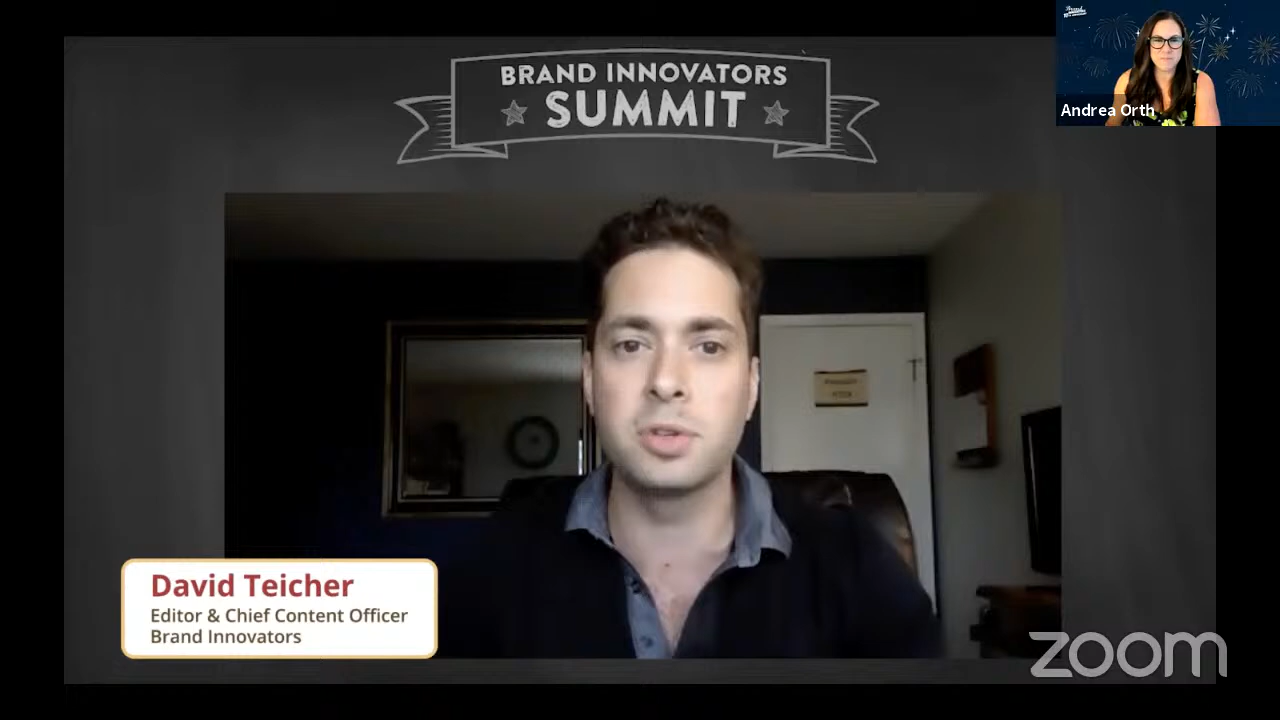 BRAND INNOVATORS
SUMMIT
Andrea Orth
David Teicher
Editor & Chief Content Officer
Brand Innovators
zoom